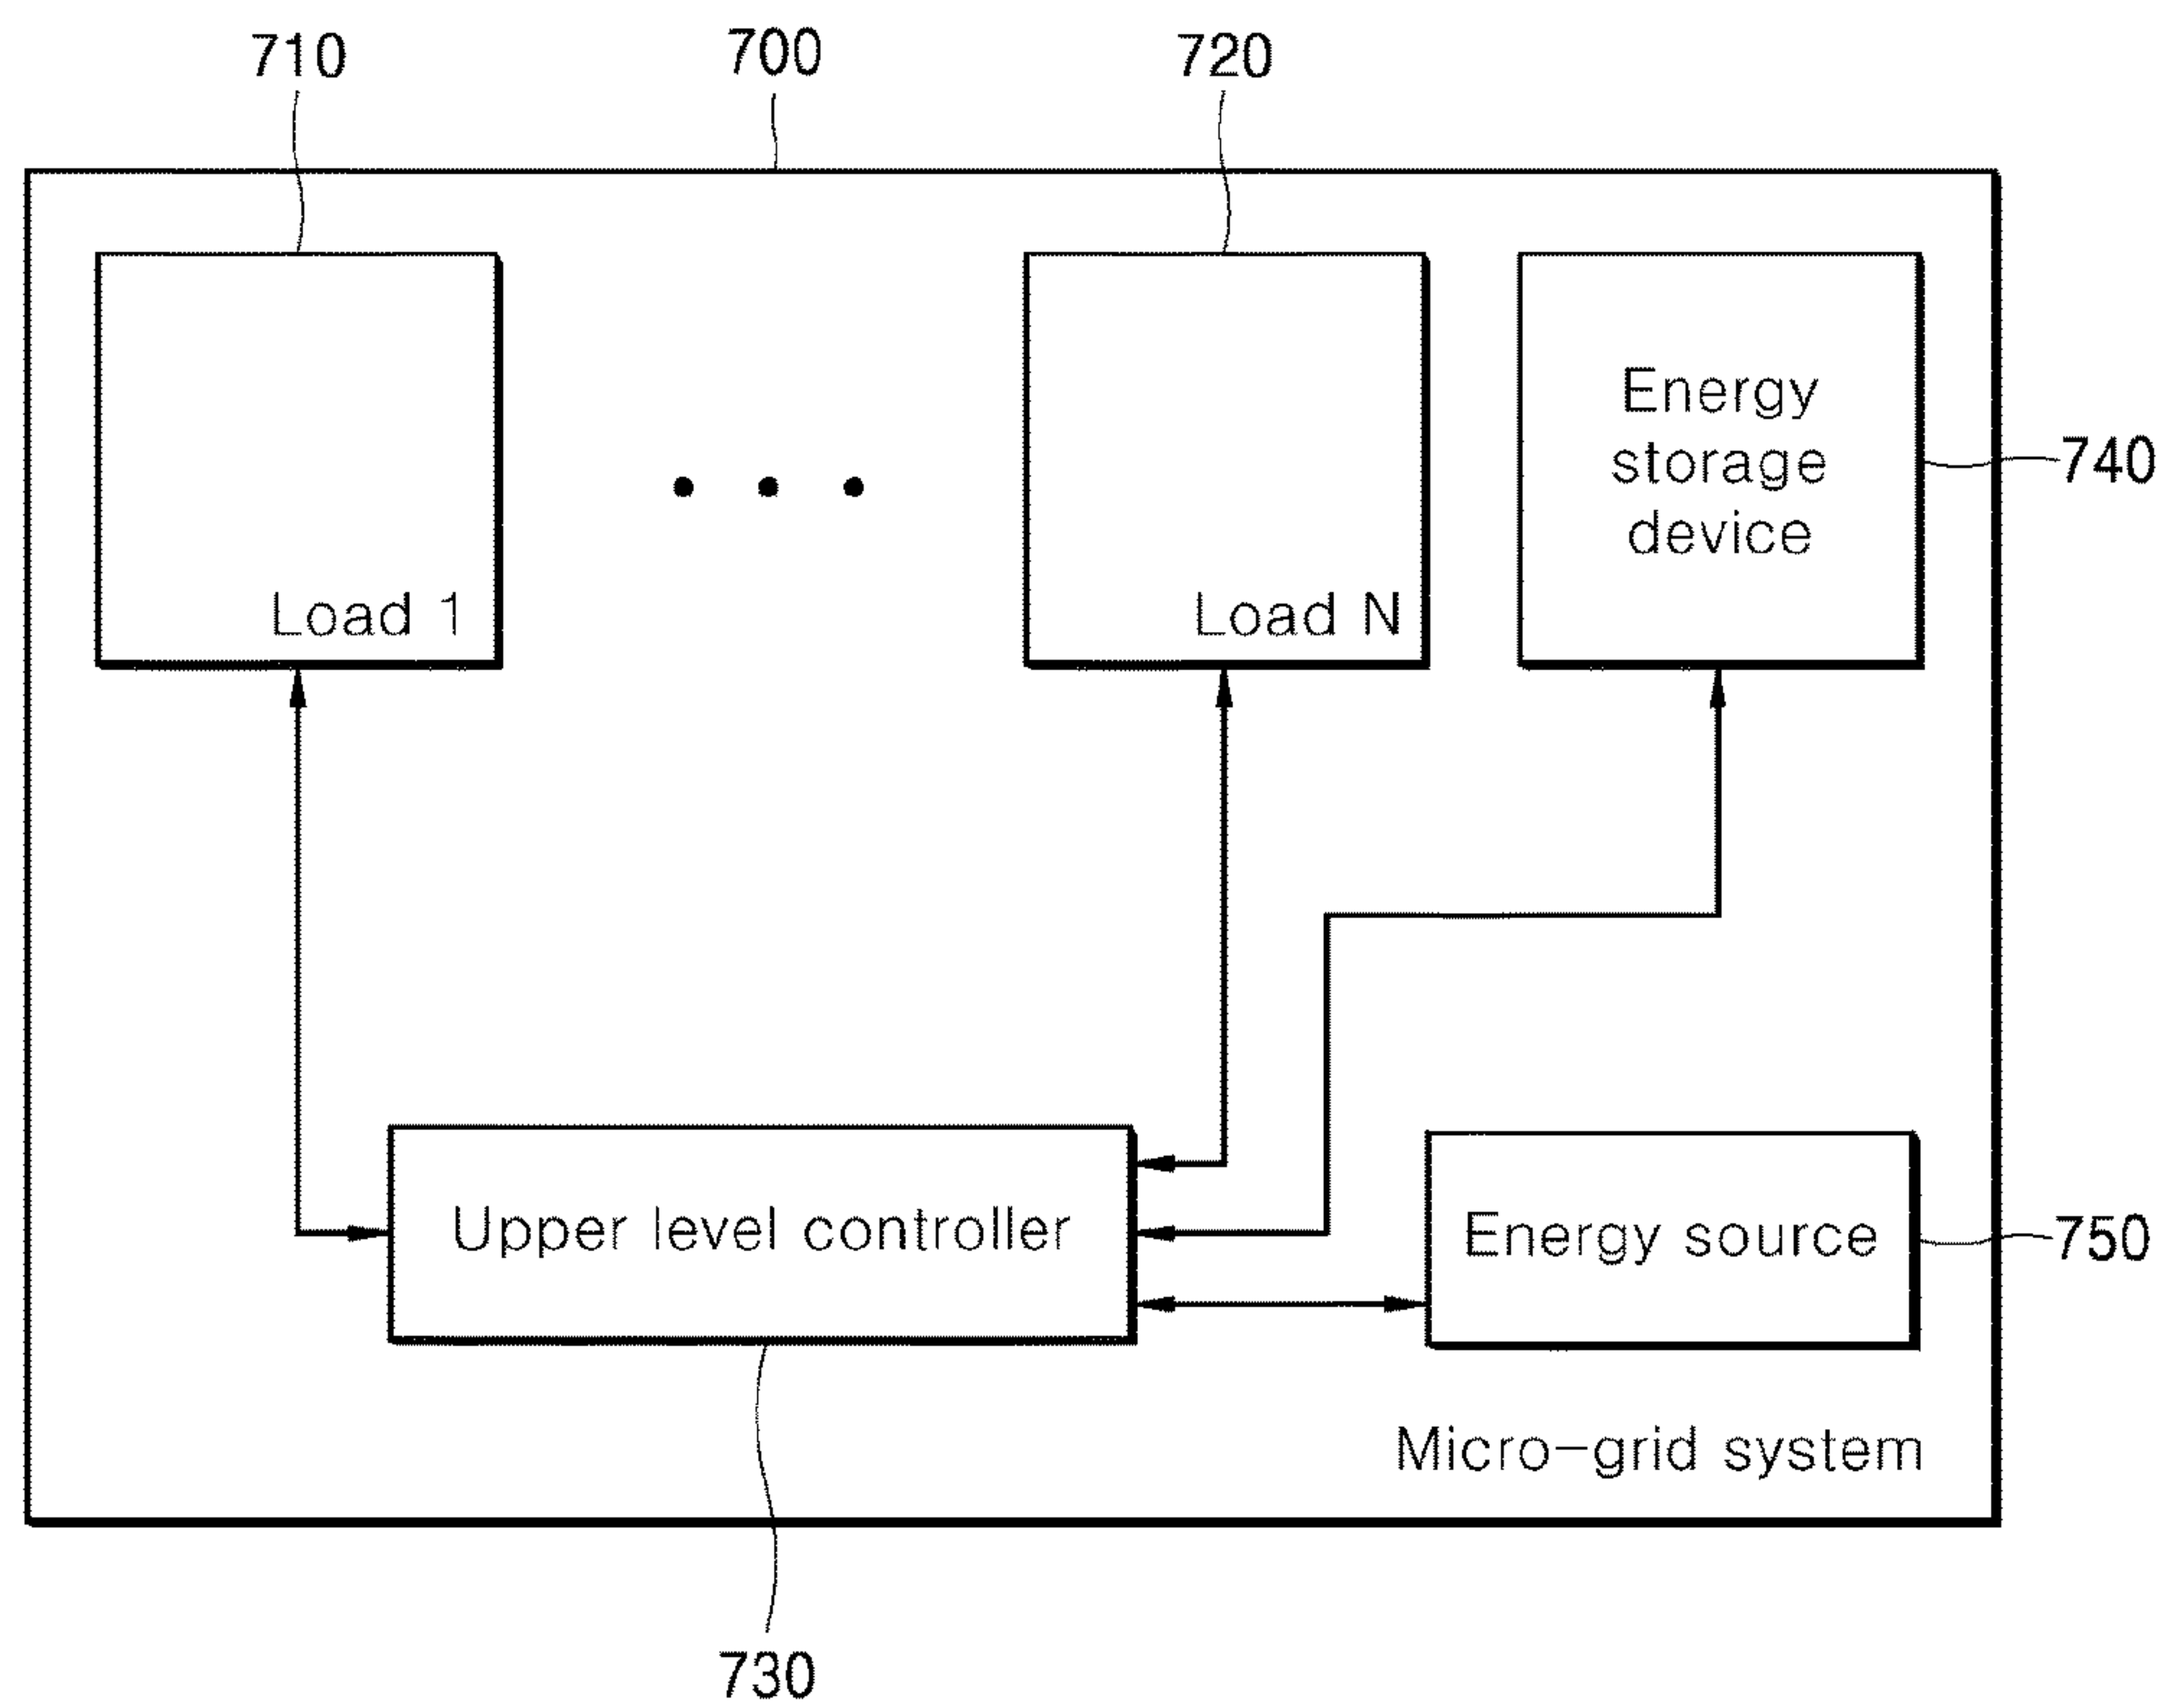 710
700
720
Energy
storage
device
740
Load 1
Load N
Upper level controller
Energy source
750
Micro-grid system
730